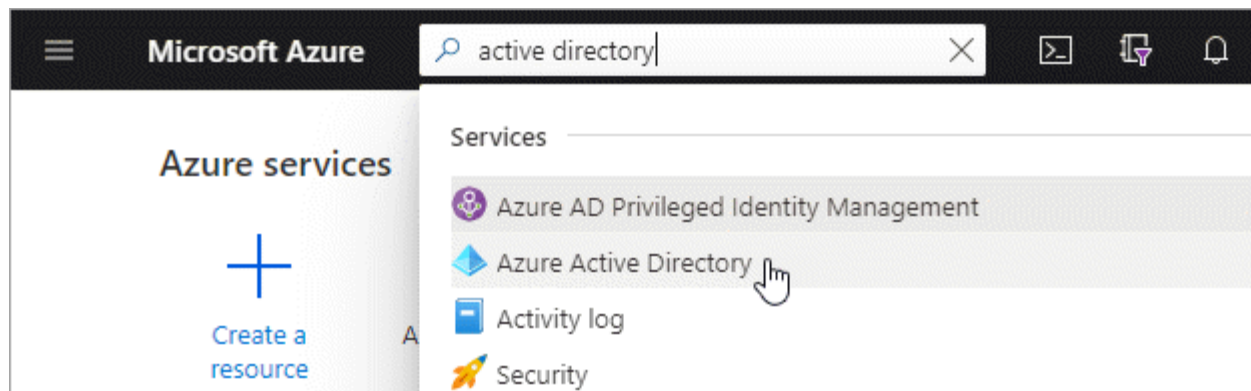 Microsoft Azure
active directory
Services
Azure services
Azure AD Privileged Identity Management
Azure Active Directory
Activity log
Security
Create a
resource
A